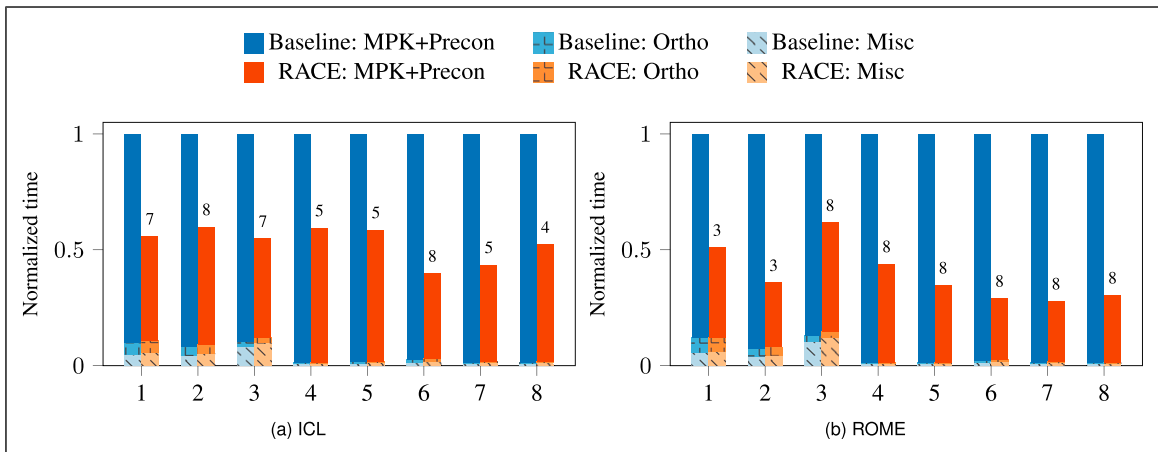 Baseline: MPK+Precon Baseline: Ortho Baseline: Misc
RACE: MPK+Precon RACE: Ortho RACE: Misc
Normalized time
1
0.5
0
7 8 7 5 5 8 5 4
1 2 3 4 5 6 7 8
(a) ICL
Normalized time
1
0.5
0
3 3 8 8 8 8 8 8
1 2 3 4 5 6 7 8
(b) ROME